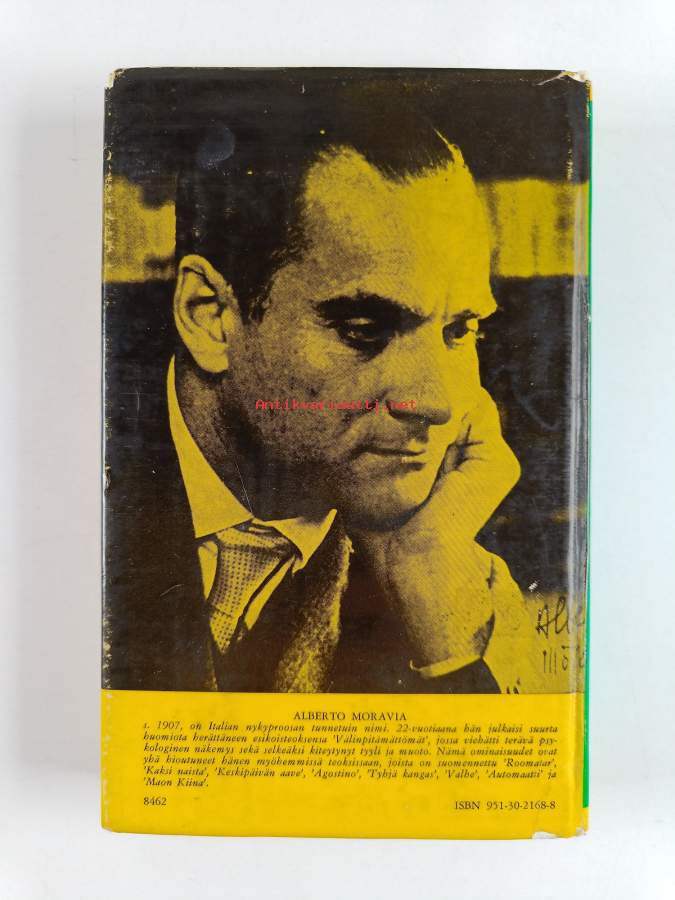 Antikvariaatti.net
Al
ALBERTO MORAVIA
s. 1907, on Italian nykyproosan tunnetuin nimi. 22-vuotiaana hän julkaisi suurta
huomiota herättäneen esikoisteoksensa 'Välinpitämättömät', jossa viehätti terävä psy-
kologinen näkemys sekä selkeäksi kiteytynyt tyyli ja muoto. Nämä ominaisuudet ovat
yhä hioutuneet hänen myöhemmissä teoksissaan, joista on suomennettu 'Roomatar',
'Kaksi naista', 'Keskipäivän aave', 'Agostino', 'Tyhjä kangas', 'Valhe', 'Automaatti' ja
'Maon Kiina'.
8462 ISBN 951-30-2168-8